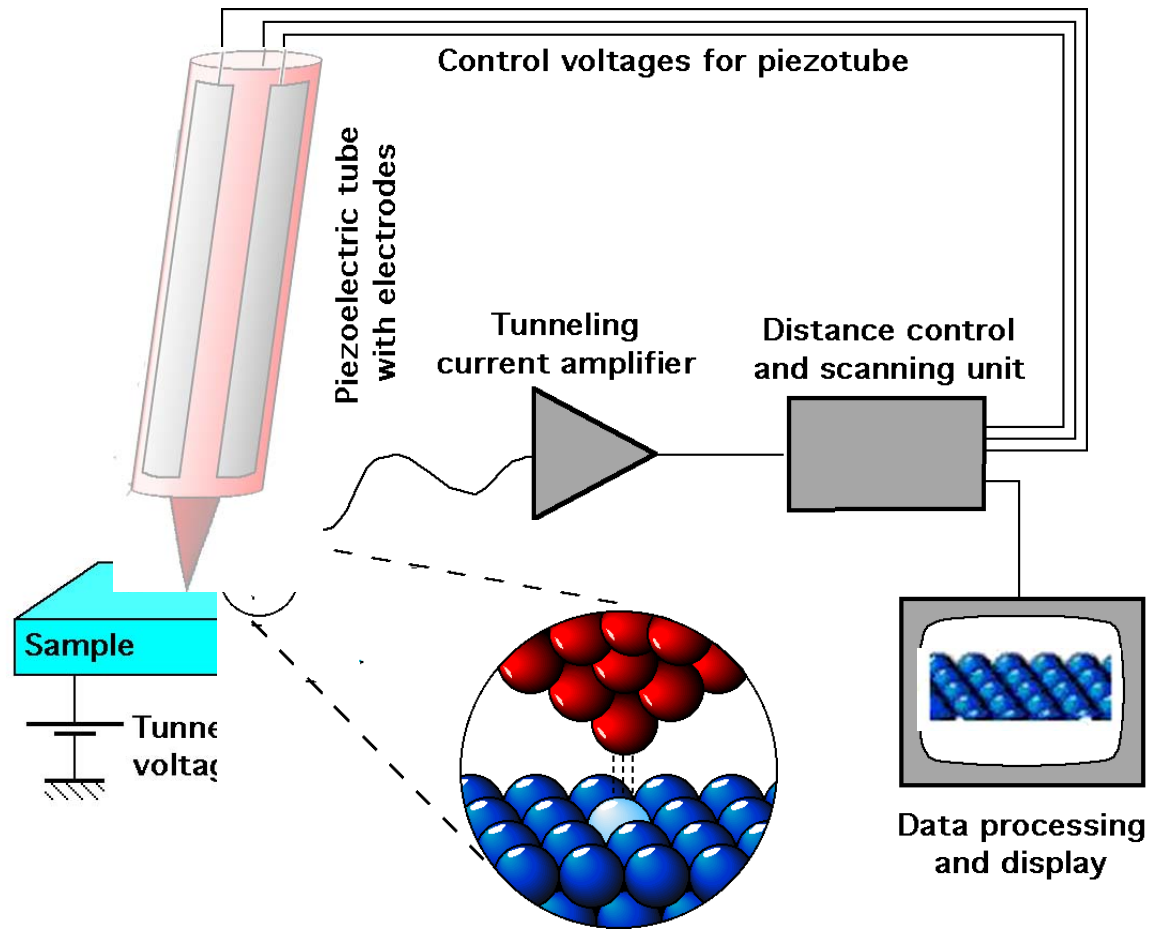 Control voltages for piezotube
Piezoelectric tube
with electrodes
Tunneling
current amplifier
Distance control
and scanning unit
Sample
Data processing
and display